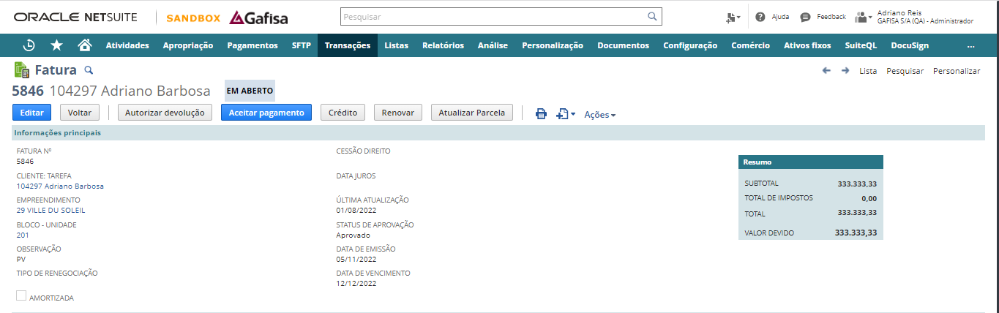 ORACLE NETSUITE SANDBOX Gafisa Pesquisar Ajuda Feedback Adriano Reis
GAFISA S/A (QA) - Administrador
Atividades Apropriação Pagamentos SFTP Transações Listas Relatórios Análise Personalização Documentos Configuração Comércio Ativos fixos SuiteQL DocuSign ...
Fatura Lista Pesquisar Personalizar
5846 104297 Adriano Barbosa EM ABERTO
Editar Voltar Autorizar devolução Aceitar pagamento Crédito Renovar Atualizar Parcela Ações
Informações principais
FATURA Nº
5846
CLIENTE: TAREFA
104297 Adriano Barbosa
EMPREENDIMENTO
29 VILLE DU SOLEIL
BLOCO - UNIDADE
201
OBSERVAÇÃO
PV
TIPO DE RENEGOCIAÇÃO
AMORTIZADA
CESSÃO DIREITO
DATA JUROS
ÚLTIMA ATUALIZAÇÃO
01/08/2022
STATUS DE APROVAÇÃO
Aprovado
DATA DE EMISSÃO
05/11/2022
DATA DE VENCIMENTO
12/12/2022
Resumo
SUBTOTAL 333.333,33
TOTAL DE IMPOSTOS 0,00
TOTAL 333.333,33
VALOR DEVIDO 333.333,33